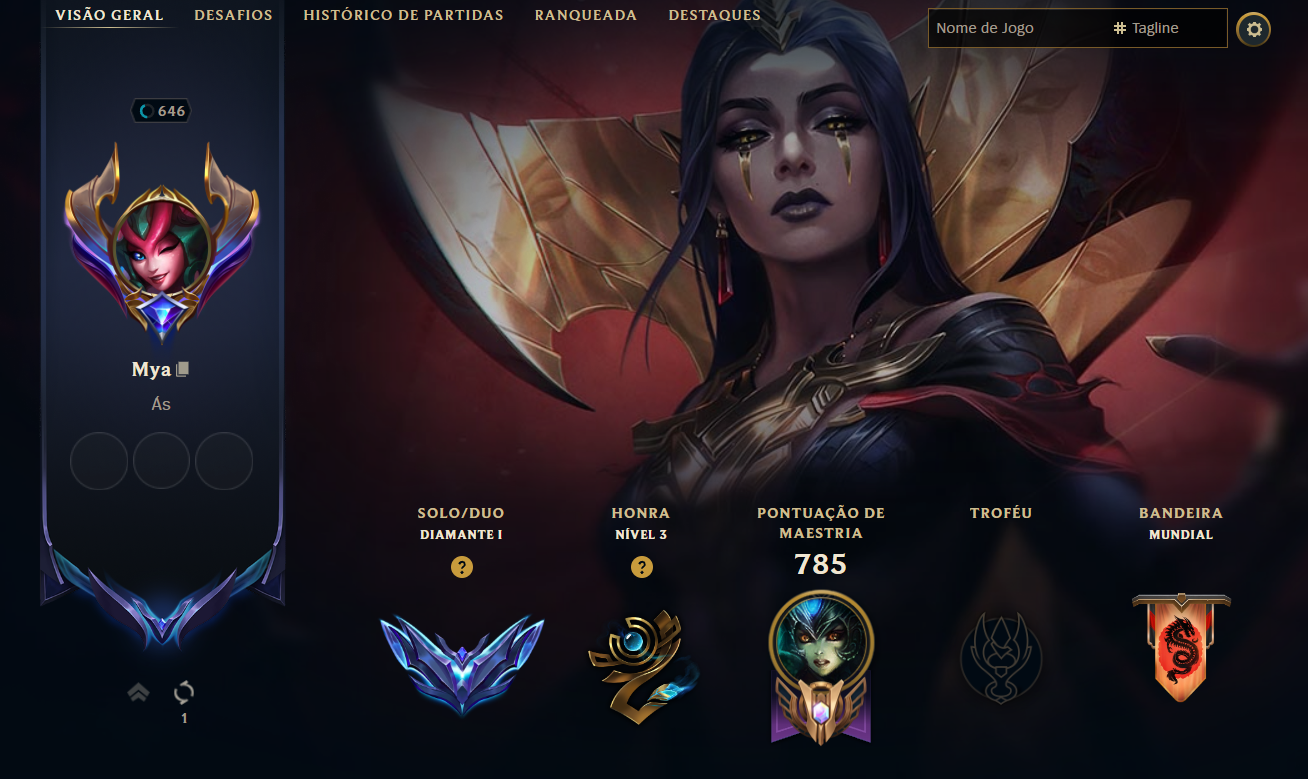 VISÃO GERAL
DESAFIOS
HISTÓRICO DE PARTIDAS
RANQUEADA
DESTAQUES
Nome de Jogo
# Tagline
646
Mya
Ás
SOLO/DUO
DIAMANTE I
?
HONRA
NÍVEL 3
?
PONTUAÇÃO DE
MAESTRIA
785
TROFÉU
BANDEIRA
MUNDIAL
1